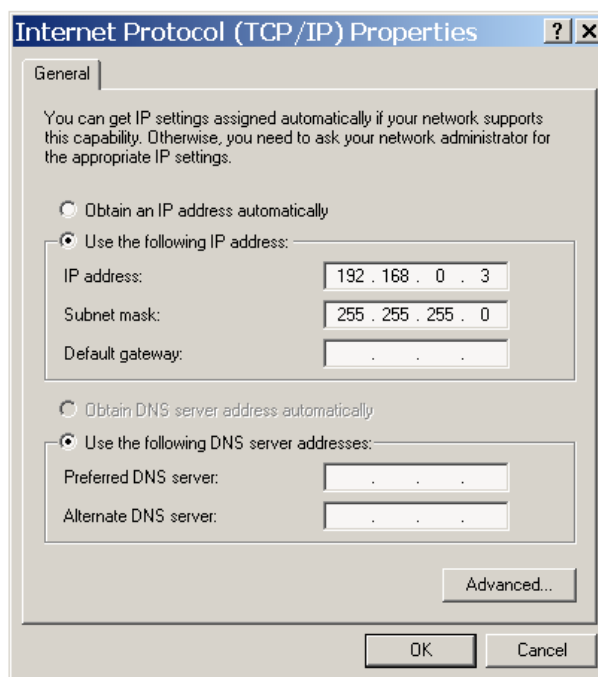 Internet Protocol (TCP/IP) Properties ? x
General
You can get IP settings assigned automatically if your network supports
this capability. Otherwise, you need to ask your network administrator for
the appropriate IP settings.
Obtain an IP address automatically
Use the following IP address:
IP address: 192 . 168 . 0 . 3
Subnet mask: 255 . 255 . 255 . 0
Default gateway: . . .
Obtain DNS server address automatically
Use the following DNS server addresses:
Preferred DNS server: . . .
Alternate DNS server: . . .
Advanced...
OK Cancel